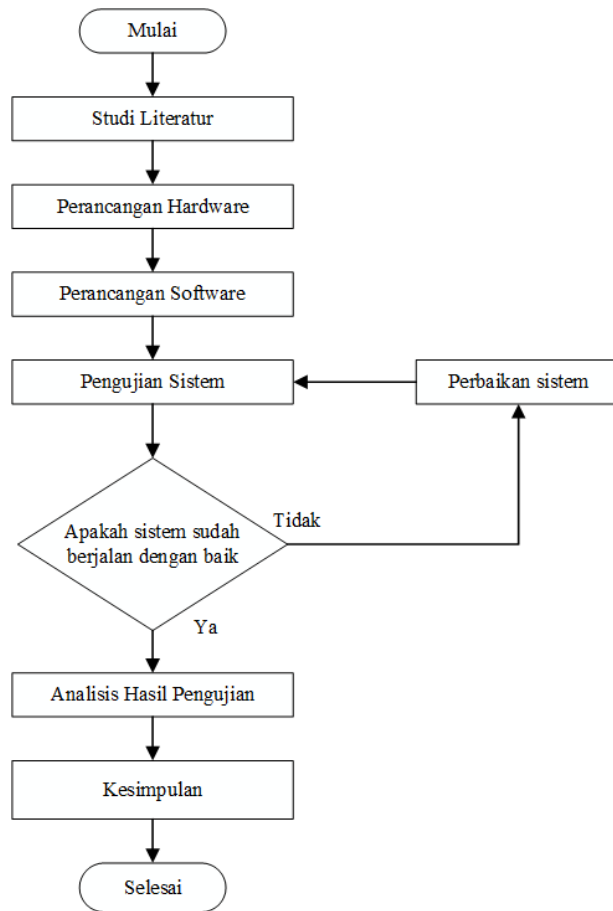 Mulai
Studi Literatur
Perancangan Hardware
Perancangan Software
Pengujian Sistem
Perbaikan sistem
Apakah sistem sudah
berjalan dengan baik
Tidak
Ya
Analisis Hasil Pengujian
Kesimpulan
Selesai